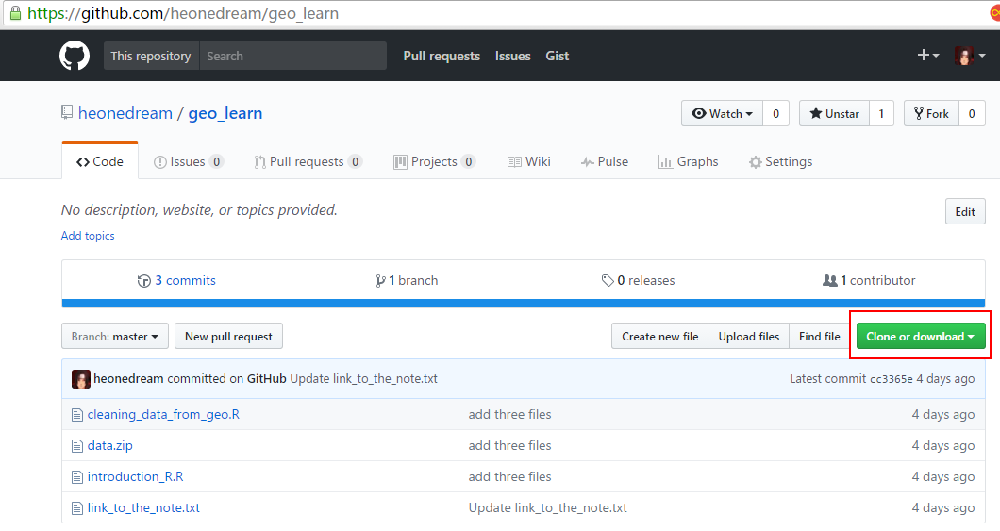 https://github.com/heonedream/geo_learn
This repository Search Pull requests Issues Gist
heonedream / geo_learn Watch 0 Unstar 1 Fork 0
Code Issues 0 Pull requests 0 Projects 0 Wiki Pulse Graphs Settings
No description, website, or topics provided. Edit
Add topics
3 commits 1 branch 0 releases 1 contributor
Branch: master New pull request Create new file Upload files Find file Clone or download
heonedream committed on GitHub Update link_to_the_note.txt Latest commit cc3365e 4 days ago
cleaning_data_from_geo.R add three files 4 days ago
data.zip add three files 4 days ago
introduction_R.R add three files 4 days ago
link_to_the_note.txt Update link_to_the_note.txt 4 days ago